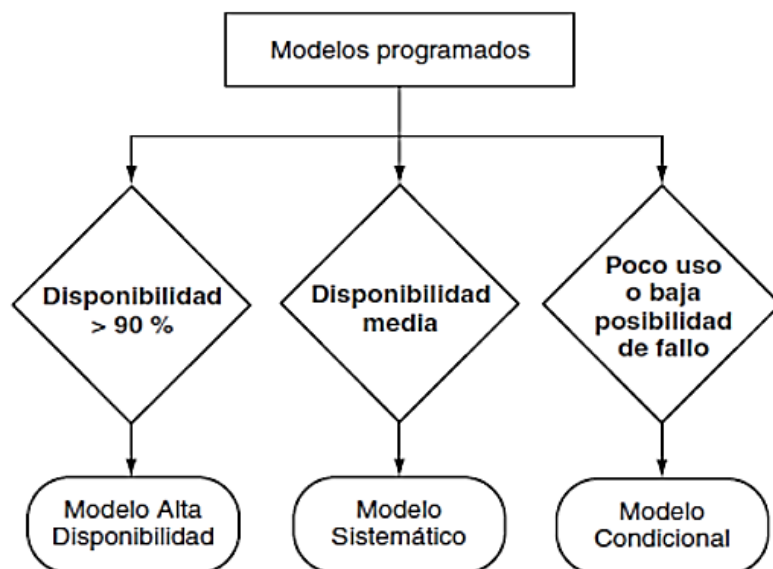 Modelos programados
Disponibilidad
> 90 %
Disponibilidad
media
Poco uso
o baja
posibilidad
de fallo
Modelo Alta
Disponibilidad
Modelo
Sistemático
Modelo
Condicional